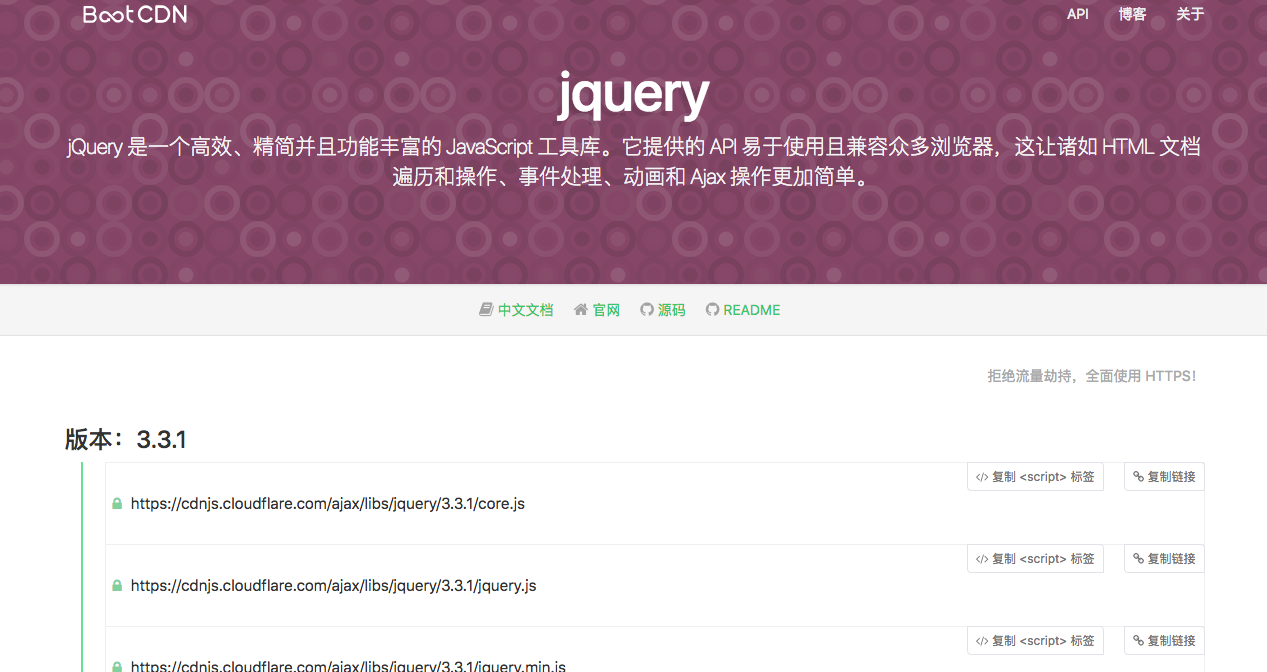 BootCDN
API 博客 关于
jquery
jQuery 是一个高效、精简并且功能丰富的 JavaScript 工具库。它提供的 API 易于使用且兼容众多浏览器，这让诸如 HTML 文档
遍历和操作、事件处理、动画和 Ajax 操作更加简单。
中文文档 官网 源码 README
拒绝流量劫持，全面使用 HTTPS！
版本：3.3.1
</> 复制 <script> 标签 复制链接
https://cdnjs.cloudflare.com/ajax/libs/jquery/3.3.1/core.js
</> 复制 <script> 标签 复制链接
https://cdnjs.cloudflare.com/ajax/libs/jquery/3.3.1/jquery.js
</> 复制 <script> 标签 复制链接
https://cdnjs.cloudflare.com/ajax/libs/jquery/3.3.1/jquery.min.js